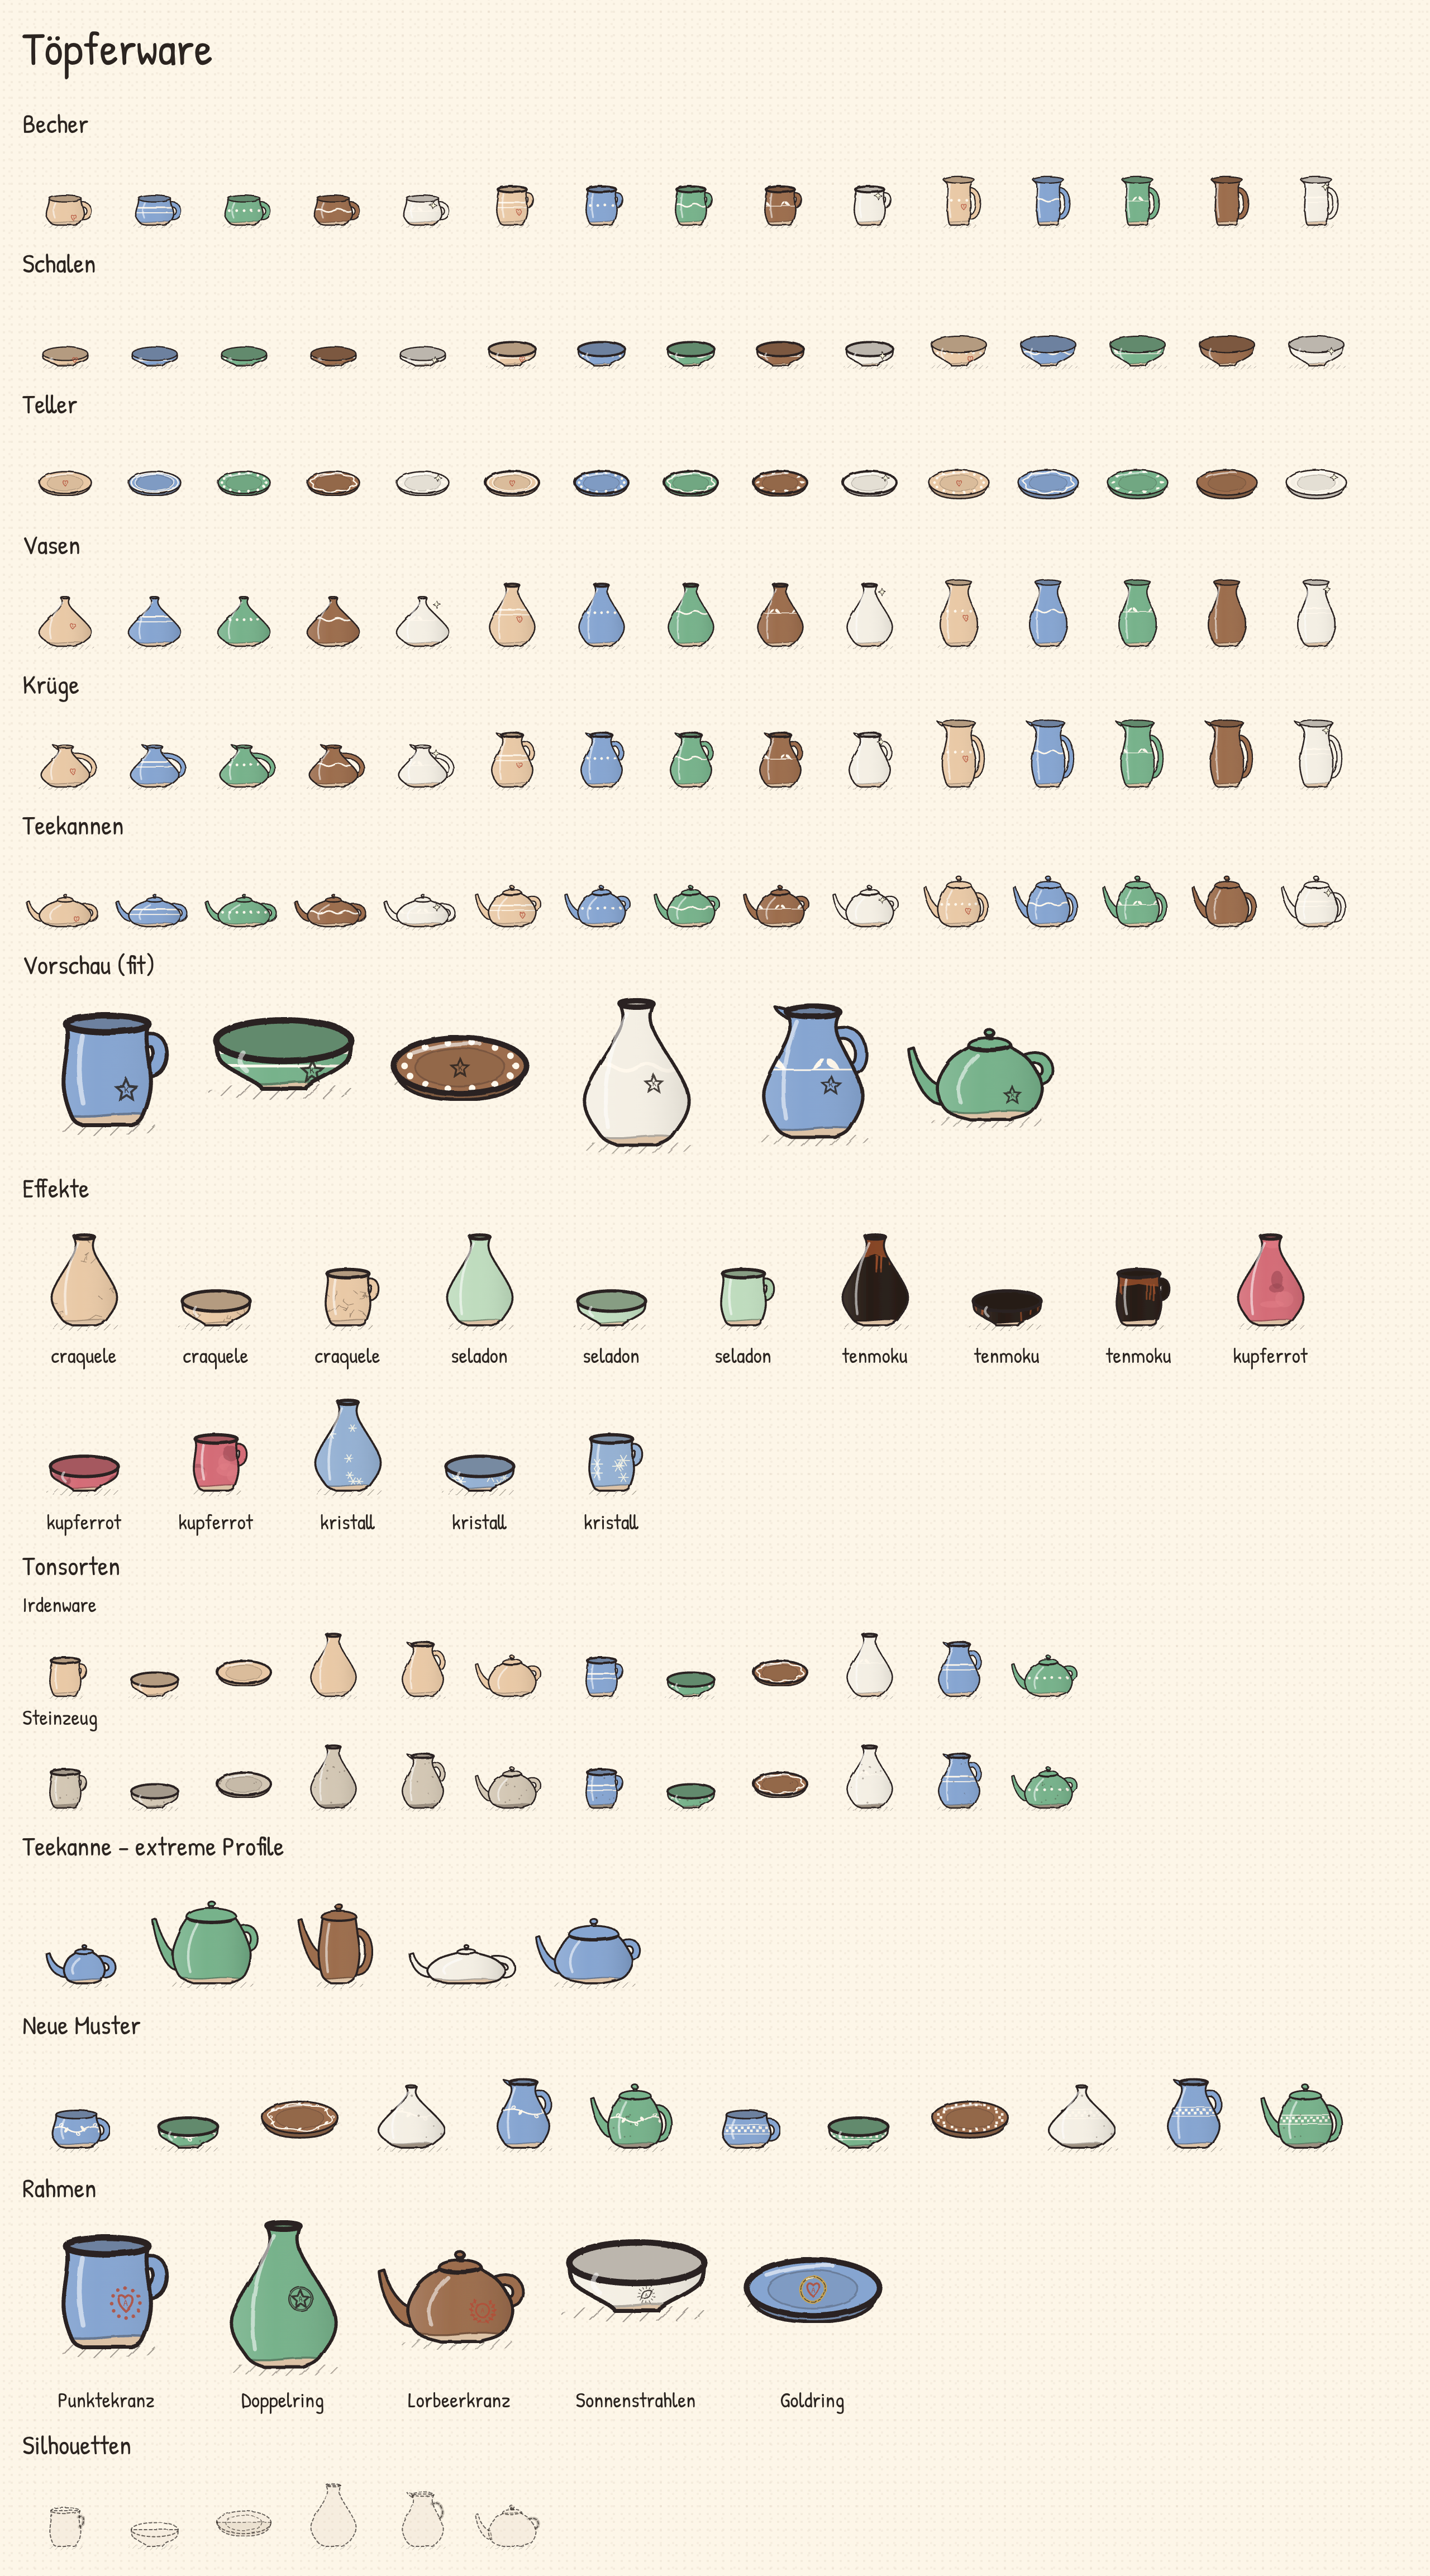 Töpferware
Becher
Schalen
Teller
Vasen
Krüge
Teekannen
Vorschau (fit)
Effekte
craquele craquele craquele seladon seladon seladon tenmoku tenmoku tenmoku kupferrot
kupferrot kupferrot kristall kristall kristall
Tonsorten
Irdenware
Steinzeug
Teekanne – extreme Profile
Neue Muster
Rahmen
Punktekranz Doppelring Lorbeerkranz Sonnenstrahlen Goldring
Silhouetten